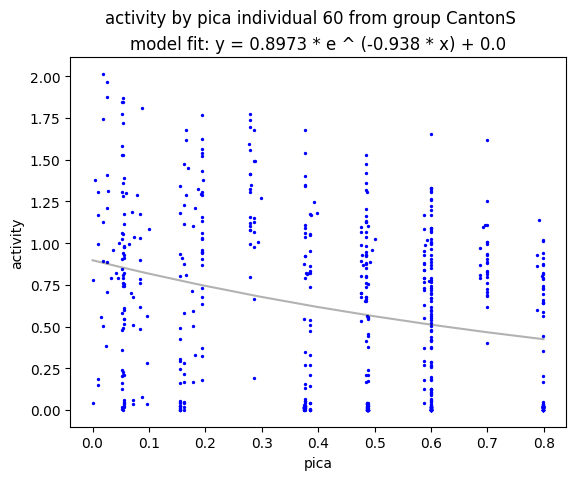 activity by pica individual 60 from group CantonS
model fit: y = 0.8973 * e ^ (-0.938 * x) + 0.0
2.00
1.75
1.50
1.25
1.00
0.75
0.50
0.25
0.00
activity
0.0 0.1 0.2 0.3 0.4 0.5 0.6 0.7 0.8
pica